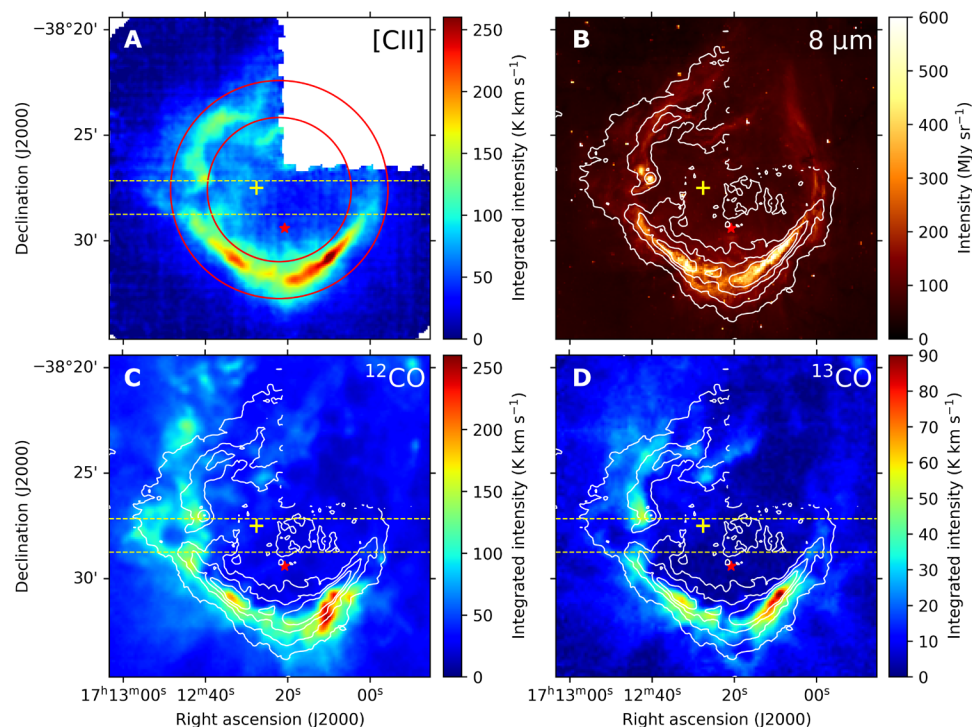 A
[CII]
−38°20'
25'
30'
Declination (J2000)
250
200
150
100
50
0
Integrated intensity (K km s⁻¹)
B
8 μm
600
500
400
300
200
100
0
Intensity (MJy sr⁻¹)
C
¹²CO
−38°20'
25'
30'
Declination (J2000)
17ʰ13ᵐ00ˢ
12ᵐ40ˢ
20ˢ
00ˢ
Right ascension (J2000)
250
200
150
100
50
0
Integrated intensity (K km s⁻¹)
D
¹³CO
17ʰ13ᵐ00ˢ
12ᵐ40ˢ
20ˢ
00ˢ
Right ascension (J2000)
90
80
70
60
50
40
30
20
10
0
Integrated intensity (K km s⁻¹)